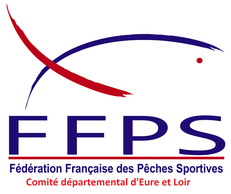 FFPS
Fédération Française des Pêches Sportives
Comité départemental d'Eure et Loir